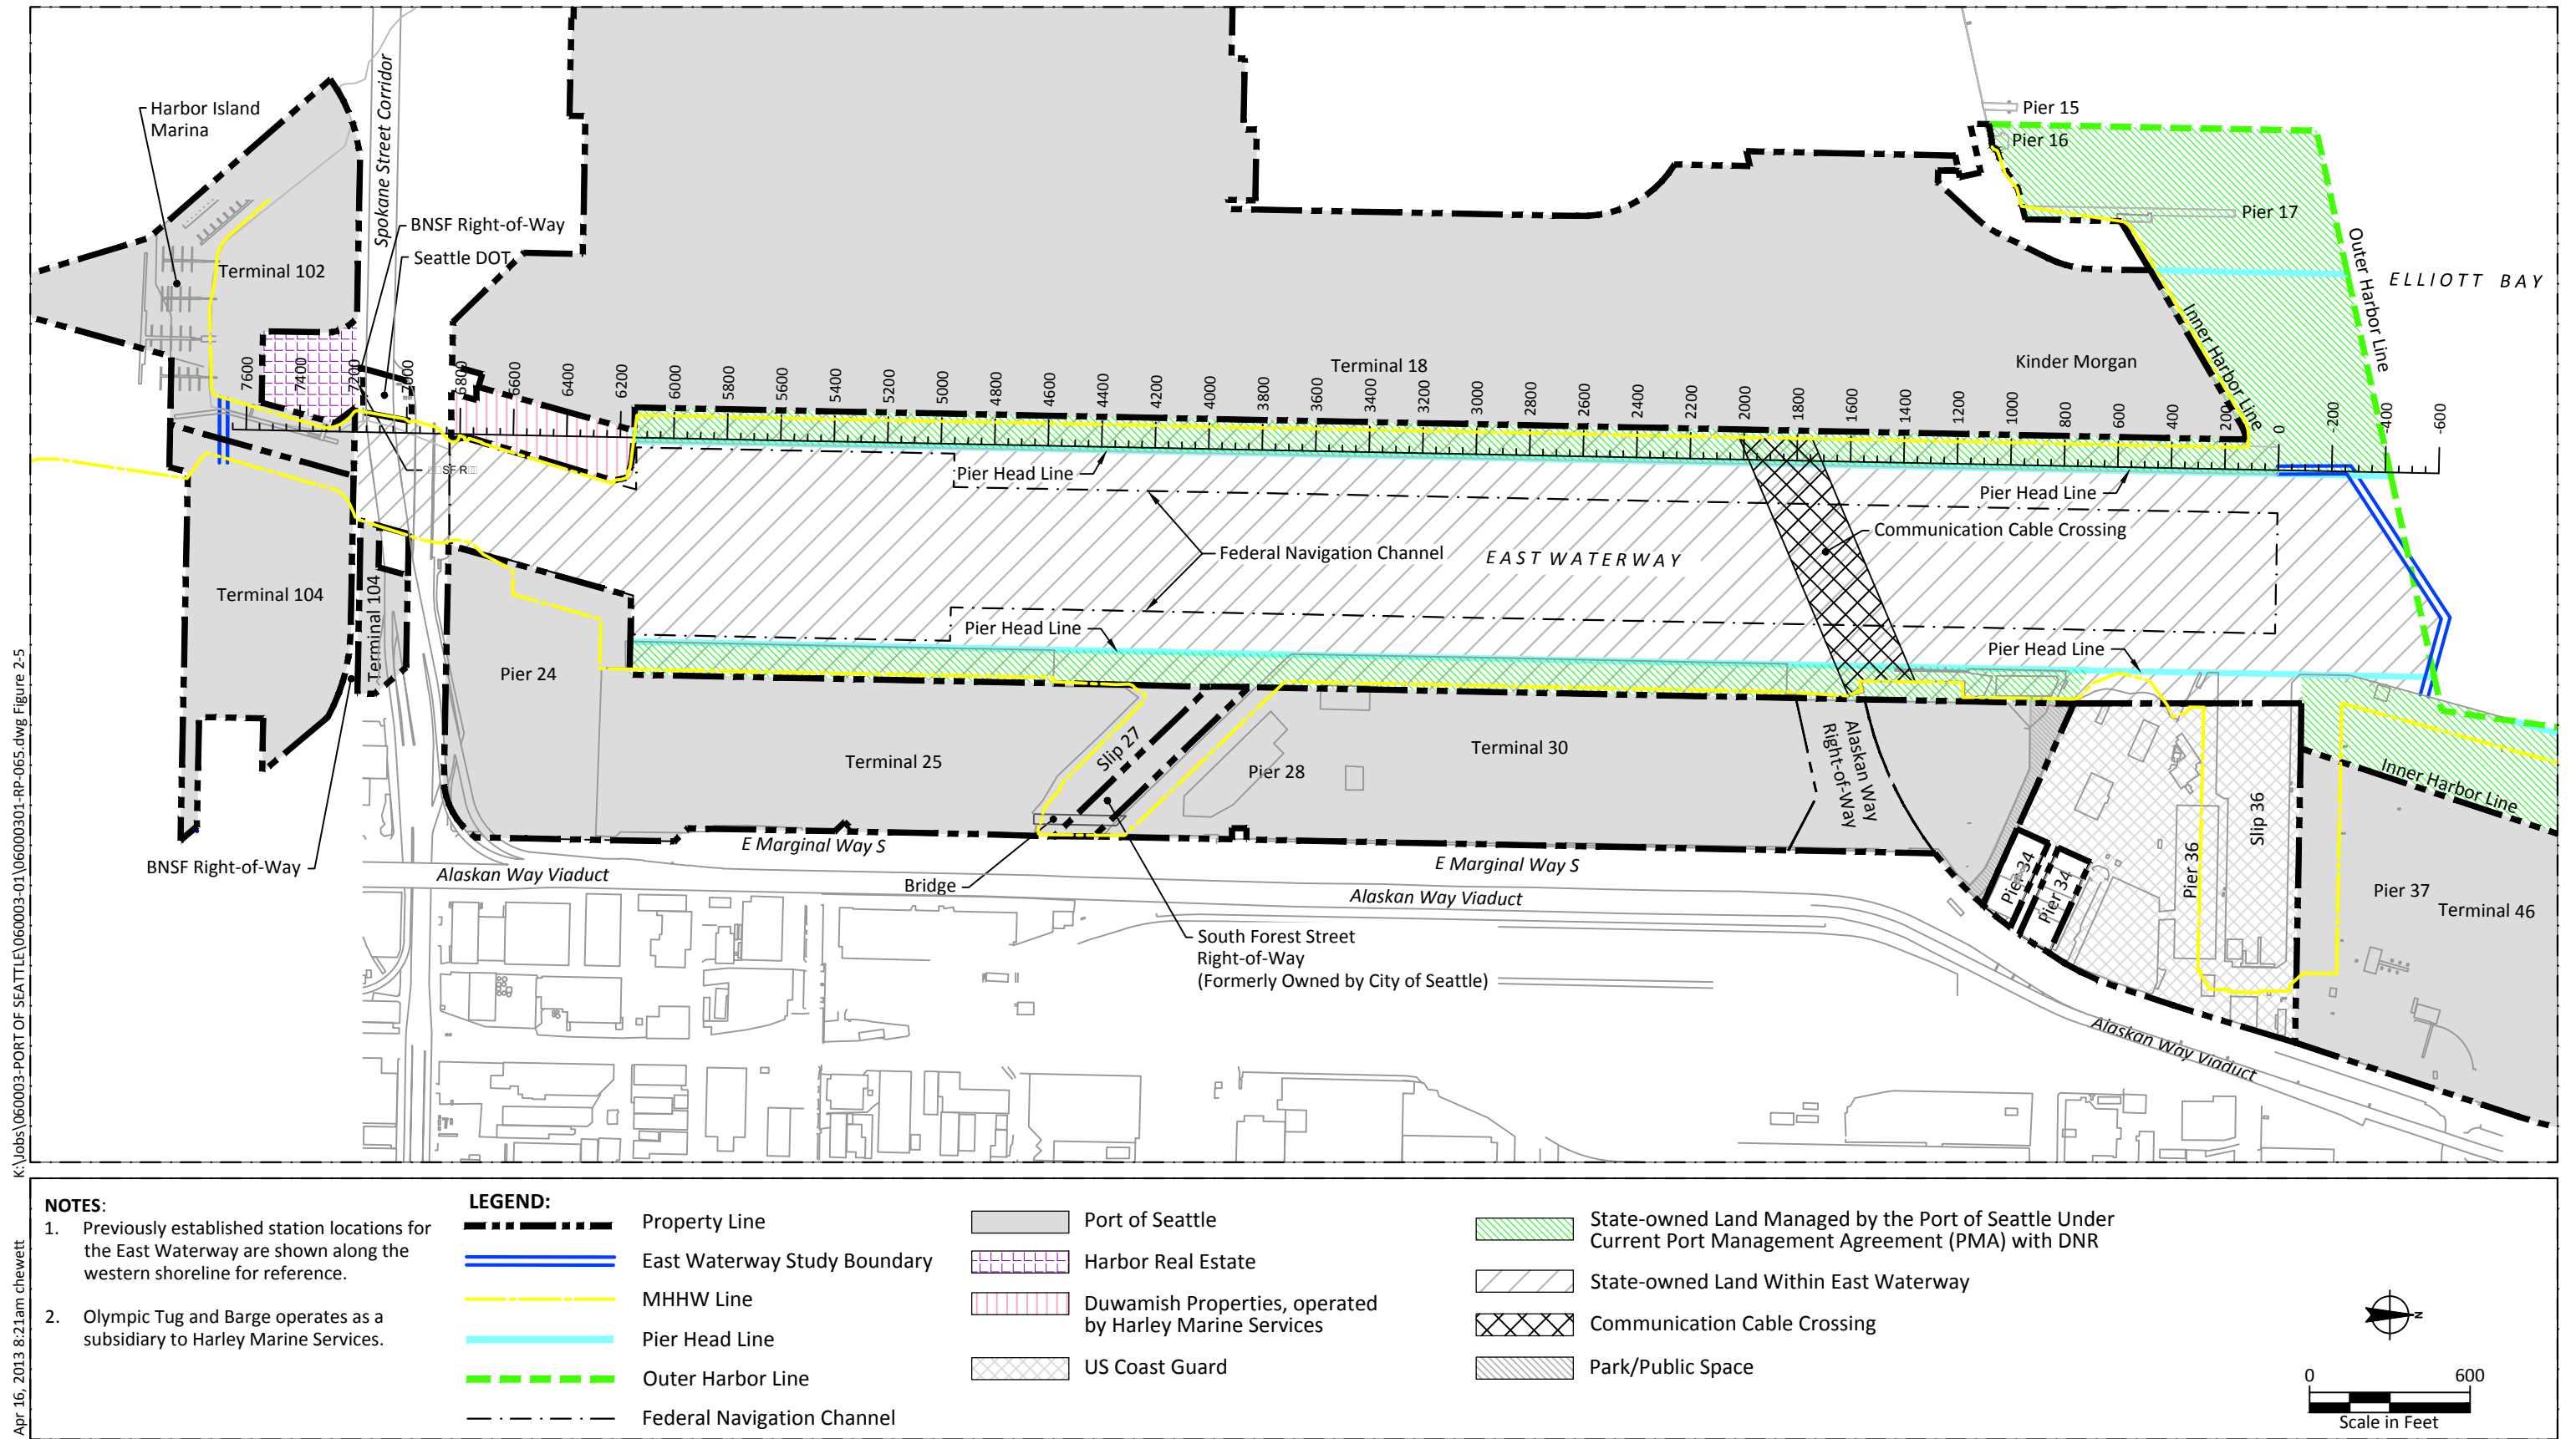 Harbor Island
Marina
Spokane Street Corridor
BNSF Right-of-Way
Seattle DOT
Terminal 102
Pier 15
Pier 16
Pier 17
Outer Harbor Line
ELLIOTT BAY
Inner Harbor Line
Terminal 18
Kinder Morgan
7600
7400
7200
7000
6800
6600
6400
6200
6000
5800
5600
5400
5200
5000
4800
4600
4400
4200
4000
3800
3600
3400
3200
3000
2800
2600
2400
2200
2000
1800
1600
1400
1200
1000
800
600
400
200
0
-200
-400
-600
Pier Head Line
Pier Head Line
Communication Cable Crossing
Federal Navigation Channel
EAST WATERWAY
Terminal 104
Terminal 104
Pier Head Line
Pier Head Line
Pier 24
Terminal 25
Slip 27
Pier 28
Terminal 30
Alaskan Way
Right-of-Way
Inner Harbor Line
Pier 34
Pier 34
Pier 36
Slip 36
Pier 37
Terminal 46
BNSF Right-of-Way
E Marginal Way S
E Marginal Way S
Alaskan Way Viaduct
Bridge
Alaskan Way Viaduct
South Forest Street
Right-of-Way
(Formerly Owned by City of Seattle)
Alaskan Way Viaduct
K:\Jobs\060003-PORT OF SEATTLE\060003-01\06000301-RP-065.dwg Figure 2-5
Apr 16, 2013 8:21am chewett
NOTES:
1. Previously established station locations for
the East Waterway are shown along the
western shoreline for reference.
2. Olympic Tug and Barge operates as a
subsidiary to Harley Marine Services.
LEGEND:
Property Line
East Waterway Study Boundary
MHHW Line
Pier Head Line
Outer Harbor Line
Federal Navigation Channel
Port of Seattle
Harbor Real Estate
Duwamish Properties, operated
by Harley Marine Services
US Coast Guard
State-owned Land Managed by the Port of Seattle Under
Current Port Management Agreement (PMA) with DNR
State-owned Land Within East Waterway
Communication Cable Crossing
Park/Public Space
N
0 600
Scale in Feet